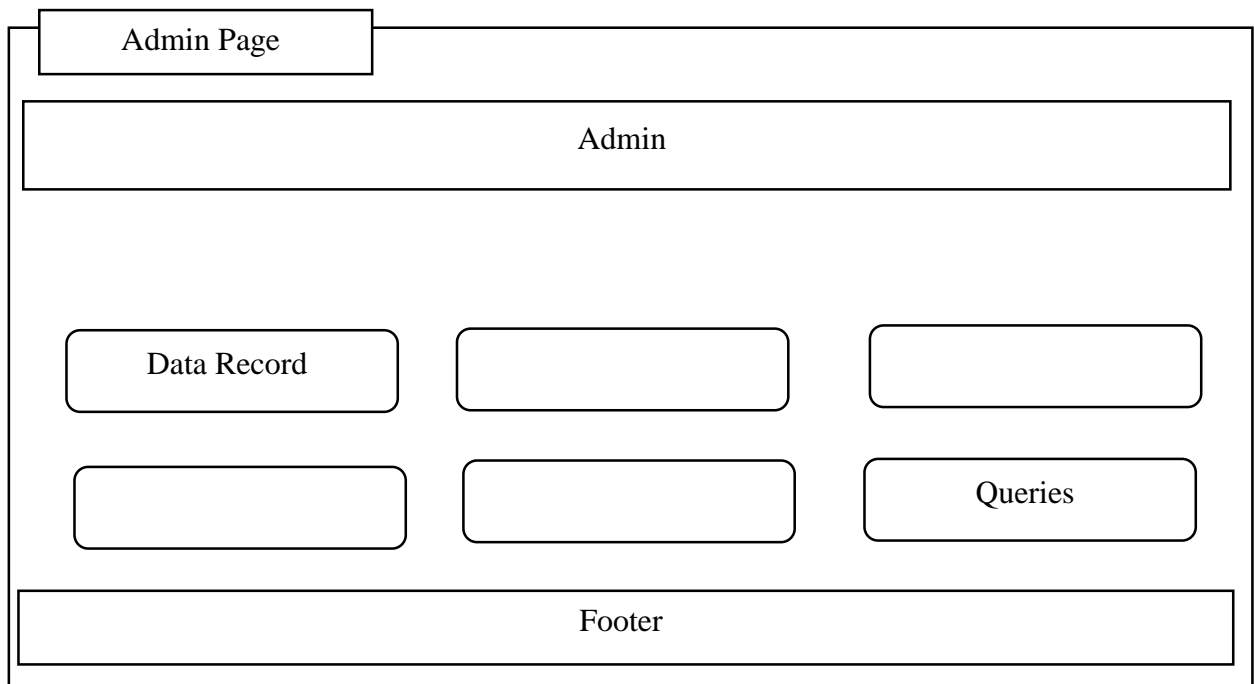 Admin Page
Admin
Data Record
Queries
Footer